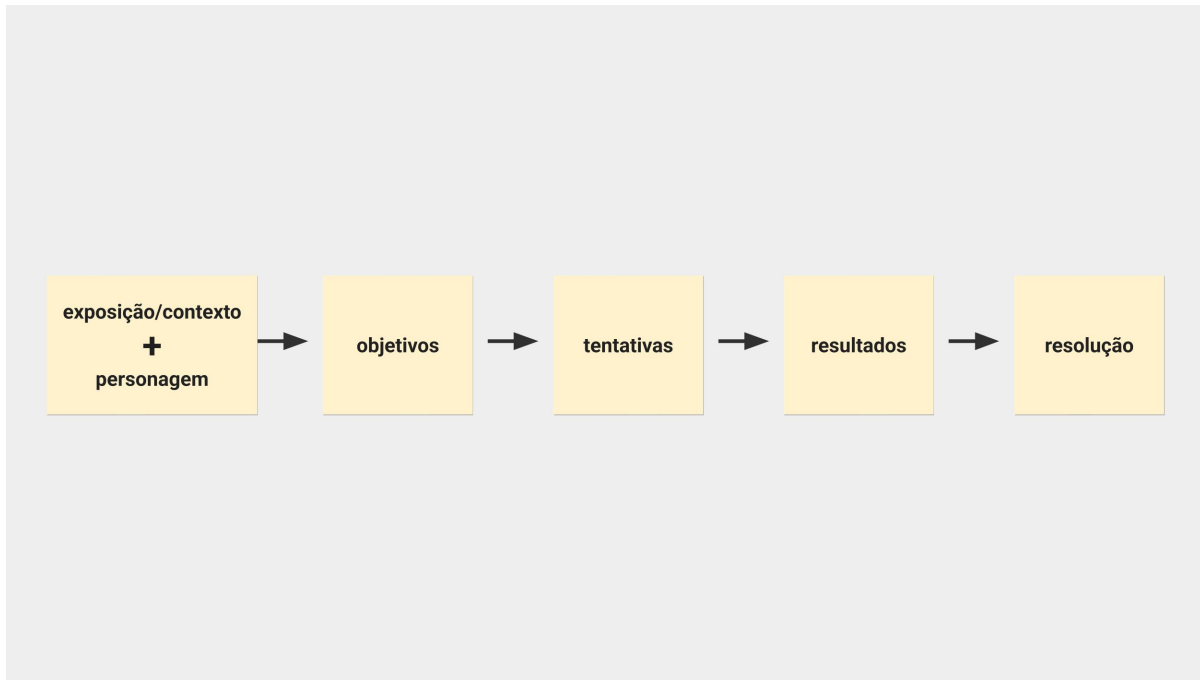 exposição/contexto
+
personagem
objetivos
tentativas
resultados
resolução